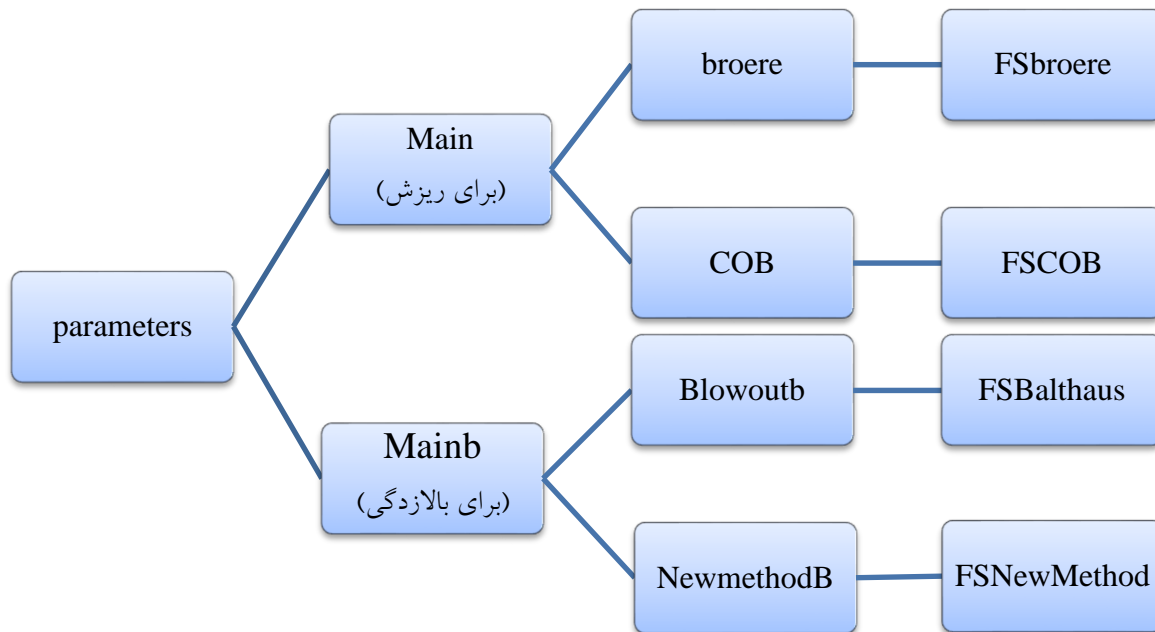 broere
FSbroere
Main
(برای ریزش)
COB
FSCOB
parameters
Blowoutb
FSBalthaus
Mainb
(برای بالازدگی)
NewmethodB
FSNewMethod